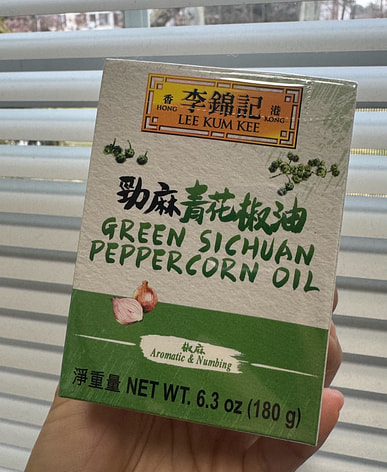 香 李錦記 港
HONG LEE KUM KEE KONG
勁麻青花椒油
GREEN SICHUAN
PEPPERCORN OIL
椒麻
Aromatic & Numbing
淨重量 NET WT. 6.3 oz (180 g)